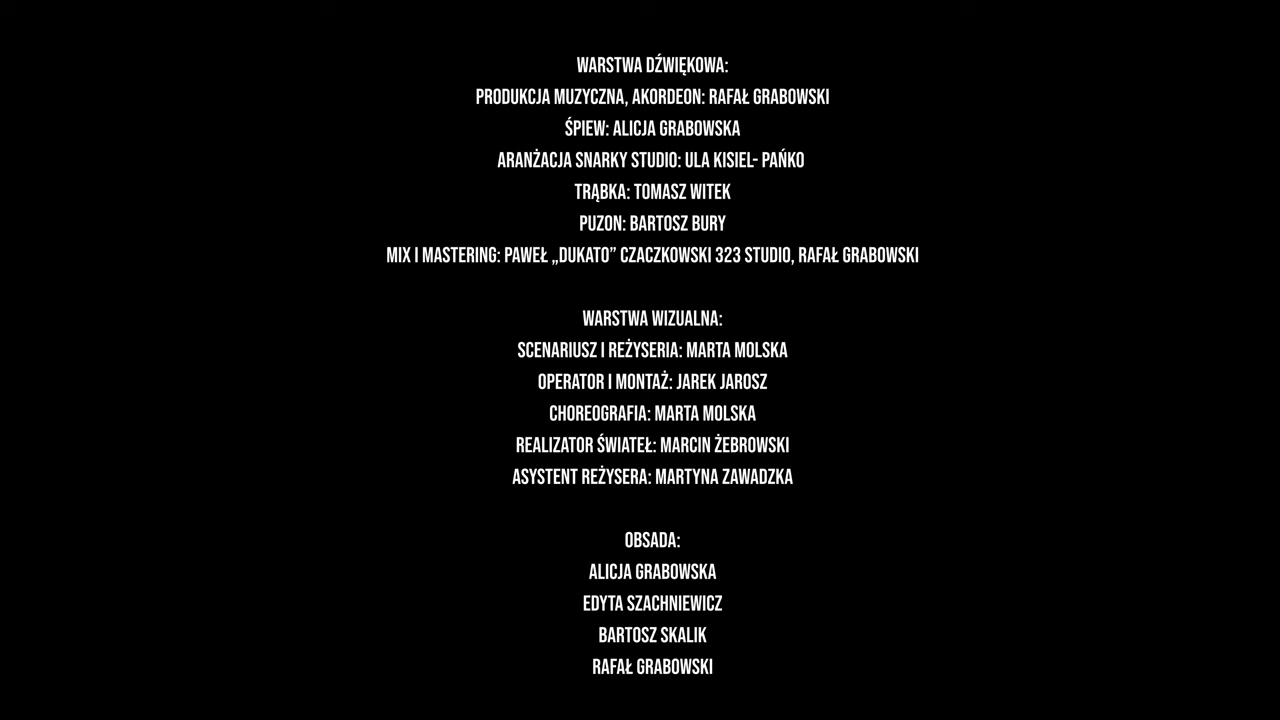 WARSTWA DŹWIĘKOWA:
PRODUKCJA MUZYCZNA, AKORDEON: RAFAŁ GRABOWSKI
ŚPIEW: ALICJA GRABOWSKA
ARANŻACJA SNARKY STUDIO: ULA KISIEL- PAŃKO
TRĄBKA: TOMASZ WITEK
PUZON: BARTOSZ BURY
MIX I MASTERING: PAWEŁ „DUKATO” CZACZKOWSKI 323 STUDIO, RAFAŁ GRABOWSKI
WARSTWA WIZUALNA:
SCENARIUSZ I REŻYSERIA: MARTA MOLSKA
OPERATOR I MONTAŻ: JAREK JAROSZ
CHOREOGRAFIA: MARTA MOLSKA
REALIZATOR ŚWIATEŁ: MARCIN ŻEBROWSKI
ASYSTENT REŻYSERA: MARTYNA ZAWADZKA
OBSADA:
ALICJA GRABOWSKA
EDYTA SZACHNIEWICZ
BARTOSZ SKALIK
RAFAŁ GRABOWSKI